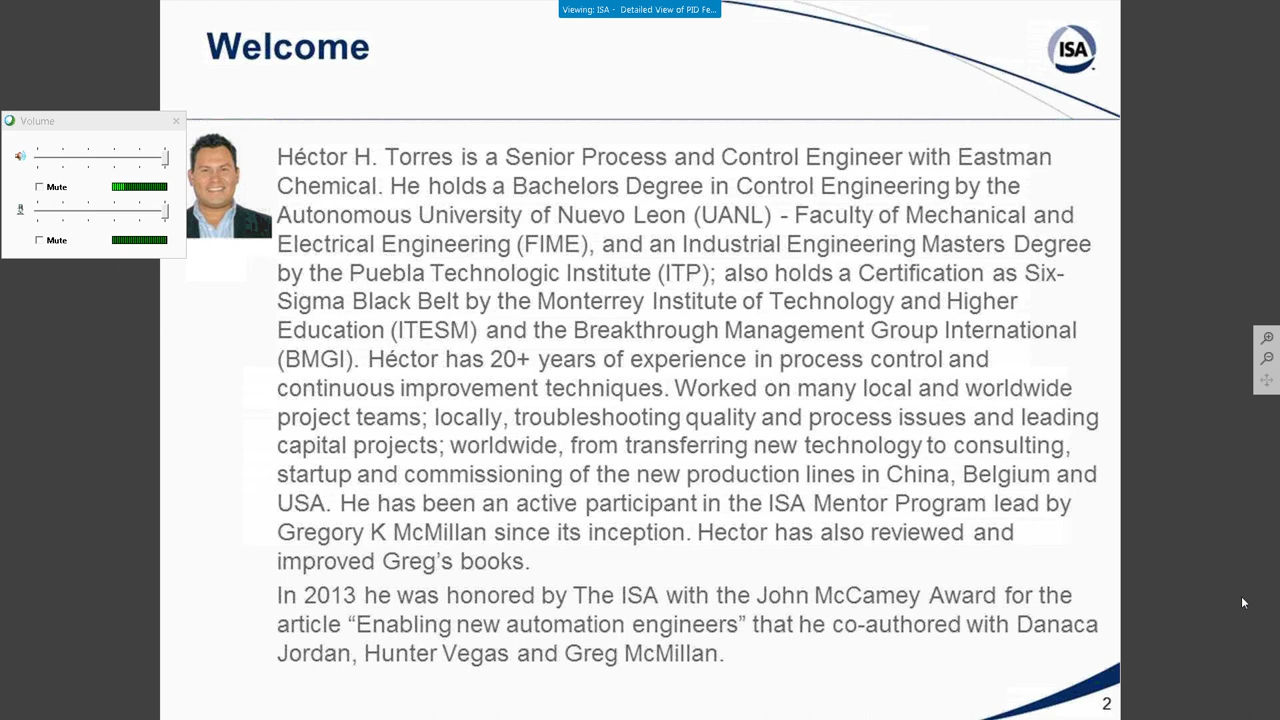 Viewing: ISA - Detailed View of PID Fe...
Welcome
ISA
Volume
Mute
Mute
Héctor H. Torres is a Senior Process and Control Engineer with Eastman
Chemical. He holds a Bachelors Degree in Control Engineering by the
Autonomous University of Nuevo Leon (UANL) - Faculty of Mechanical and
Electrical Engineering (FIME), and an Industrial Engineering Masters Degree
by the Puebla Technologic Institute (ITP); also holds a Certification as Six-
Sigma Black Belt by the Monterrey Institute of Technology and Higher
Education (ITESM) and the Breakthrough Management Group International
(BMGI). Héctor has 20+ years of experience in process control and
continuous improvement techniques. Worked on many local and worldwide
project teams; locally, troubleshooting quality and process issues and leading
capital projects; worldwide, from transferring new technology to consulting,
startup and commissioning of the new production lines in China, Belgium and
USA. He has been an active participant in the ISA Mentor Program lead by
Gregory K McMillan since its inception. Hector has also reviewed and
improved Greg's books.
In 2013 he was honored by The ISA with the John McCamey Award for the
article “Enabling new automation engineers” that he co-authored with Danaca
Jordan, Hunter Vegas and Greg McMillan.
2